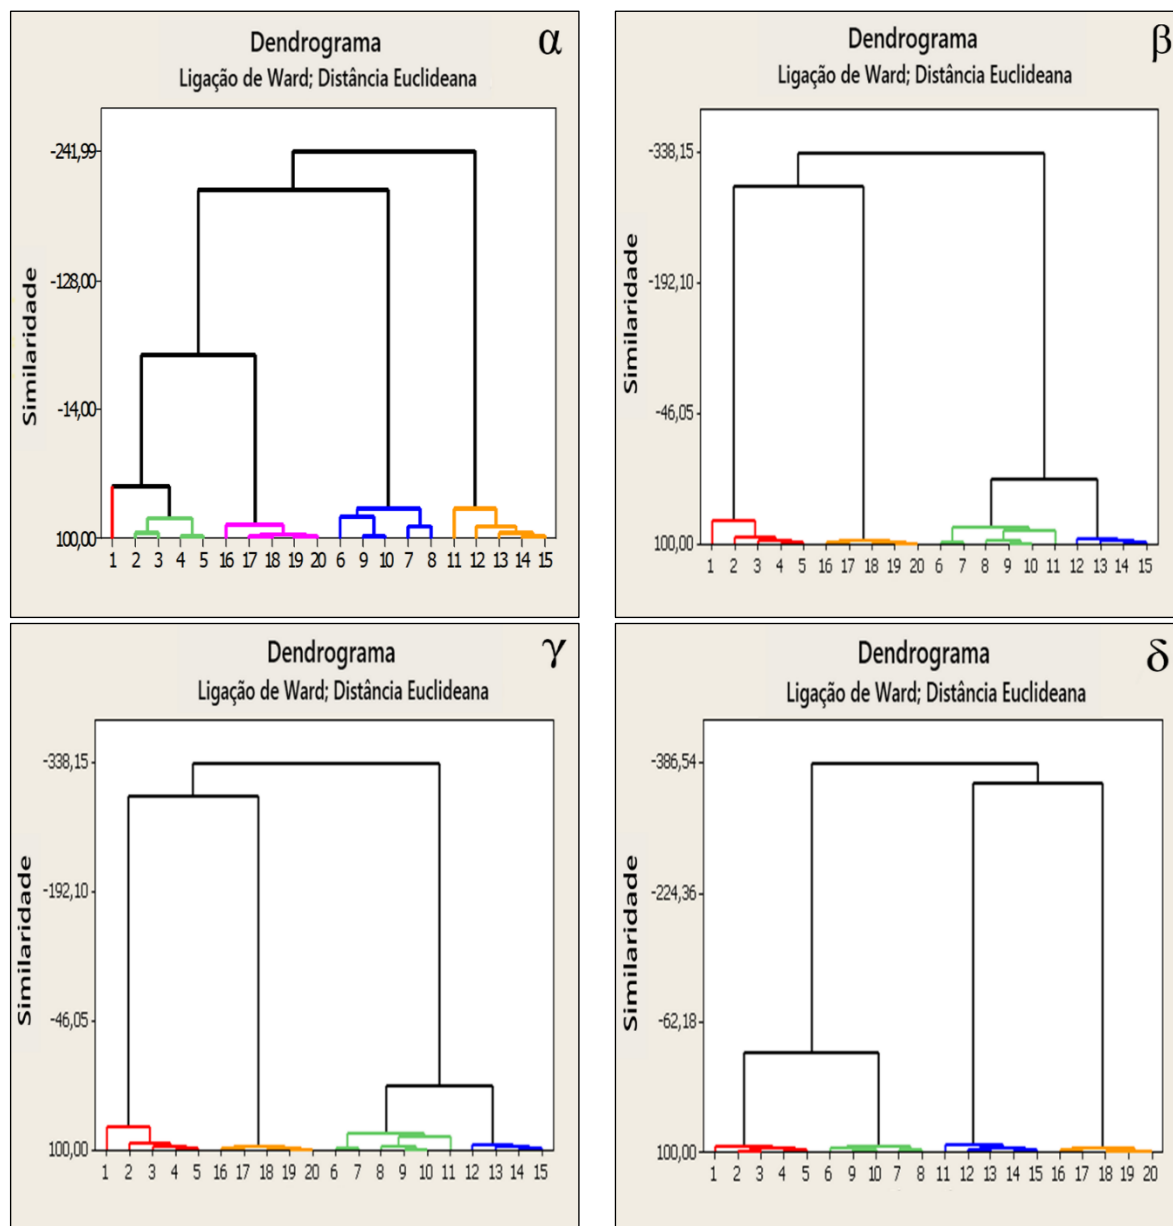 Dendrograma
α
Ligação de Ward; Distância Euclideana
Similaridade
-241,99
-128,00
-14,00
100,00
1 2 3 4 5 16 17 18 19 20 6 9 10 7 8 11 12 13 14 15
Dendrograma
β
Ligação de Ward; Distância Euclideana
Similaridade
-338,15
-192,10
-46,05
100,00
1 2 3 4 5 16 17 18 19 20 6 7 8 9 10 11 12 13 14 15
Dendrograma
γ
Ligação de Ward; Distância Euclideana
Similaridade
-338,15
-192,10
-46,05
100,00
1 2 3 4 5 16 17 18 19 20 6 7 8 9 10 11 12 13 14 15
Dendrograma
δ
Ligação de Ward; Distância Euclideana
Similaridade
-386,54
-224,36
-62,18
100,00
1 2 3 4 5 6 9 10 7 8 11 12 13 14 15 16 17 18 19 20